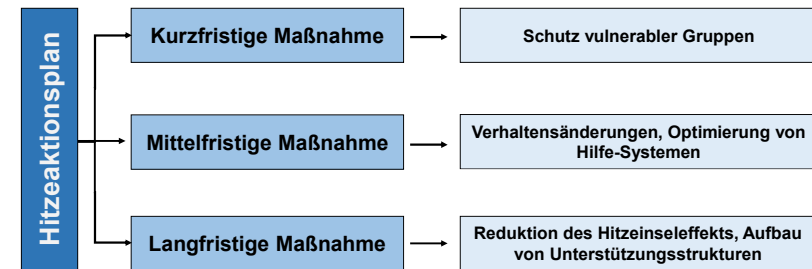 Hitzeaktionsplan
Kurzfristige Maßnahme
Schutz vulnerabler Gruppen
Mittelfristige Maßnahme
Verhaltensänderungen, Optimierung von
Hilfe-Systemen
Langfristige Maßnahme
Reduktion des Hitzeinseleffekts, Aufbau
von Unterstützungsstrukturen